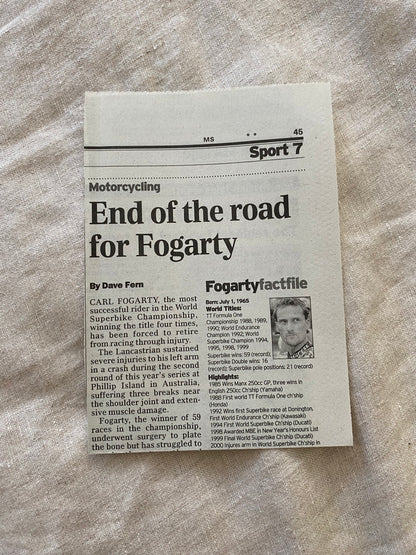 45
MS
Sport 7
Motorcycling
End of the road
for Fogarty
By Dave Fern
CARL FOGARTY, the most
successful rider in the World
Superbike Championship,
winning the title four times,
has been forced to retire
from racing through injury.
The Lancastrian sustained
severe injuries to his left arm
in a crash during the second
round of this year's series at
Phillip Island in Australia,
suffering three breaks near
the shoulder joint and exten-
sive muscle damage.
Fogarty, the winner of 59
races in the championship,
underwent surgery to plate
the bone but has struggled to
Fogartyfactfile
Born: July 1, 1965
World Titles:
TT Formula One
Championship 1988, 1989,
1990; World Endurance
Champion 1992; World
Superbike Champion 1994,
1995, 1998, 1999
Superbike wins: 59 (record);
Superbike Double wins: 16
(record); Superbike pole positions: 21 (record)
Highlights:
1985 Wins Manx 250cc GP, three wins in
English 250cc Ch'ship (Yamaha)
1988 First world TT Formula One ch'ship
(Honda)
1992 Wins first Superbike race at Donington,
First World Endurance Ch'ship (Kawasaki)
1994 First World Superbike Ch'ship (Ducati)
1998 Awarded MBE in New Year's Honours List
1999 Final World Superbike Ch'ship (Ducati)
2000 Injures arm in World Superbike Ch'ship in